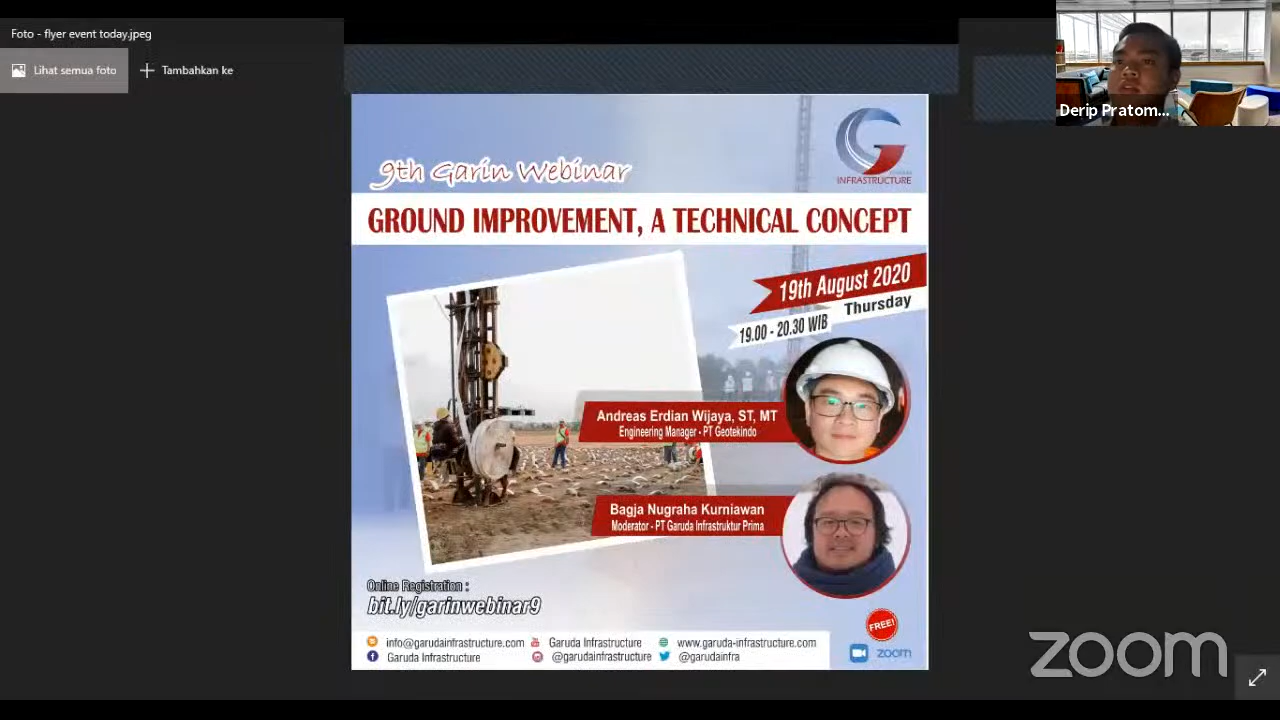 Foto - flyer event today.jpeg
Lihat semua foto
Tambahkan ke
Derip Pratom...
9th Garin Webinar
G
INFRASTRUCTURE
GROUND IMPROVEMENT, A TECHNICAL CONCEPT
19th August 2020
Thursday
19.00 - 20.30 WIB
Andreas Erdian Wijaya, ST, MT
Engineering Manager - PT Geotekindo
Bagja Nugraha Kurniawan
Moderator - PT Garuda Infrastruktur Prima
Online Registration :
bit.ly/garinwebinar9
FREE!
info@garudainfrastructure.com Garuda Infrastructure www.garuda-infrastructure.com
Garuda Infrastructure @garudainfrastructure @garudainfra
zoom
zoom